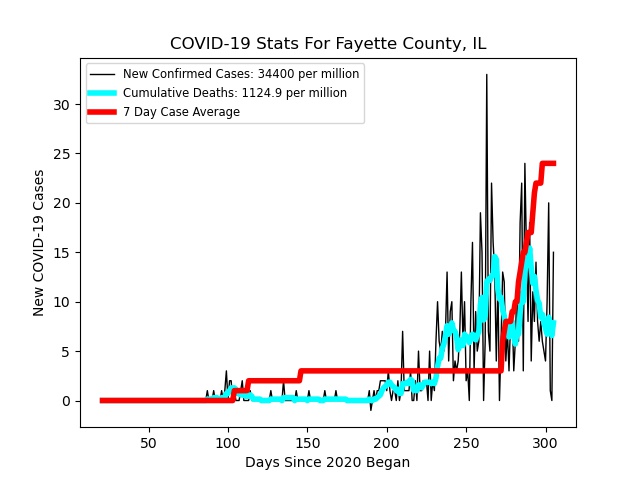 COVID-19 Stats For Fayette County, IL
New Confirmed Cases: 34400 per million
Cumulative Deaths: 1124.9 per million
7 Day Case Average
30
25
20
15
10
5
0
New COVID-19 Cases
50 100 150 200 250 300
Days Since 2020 Began